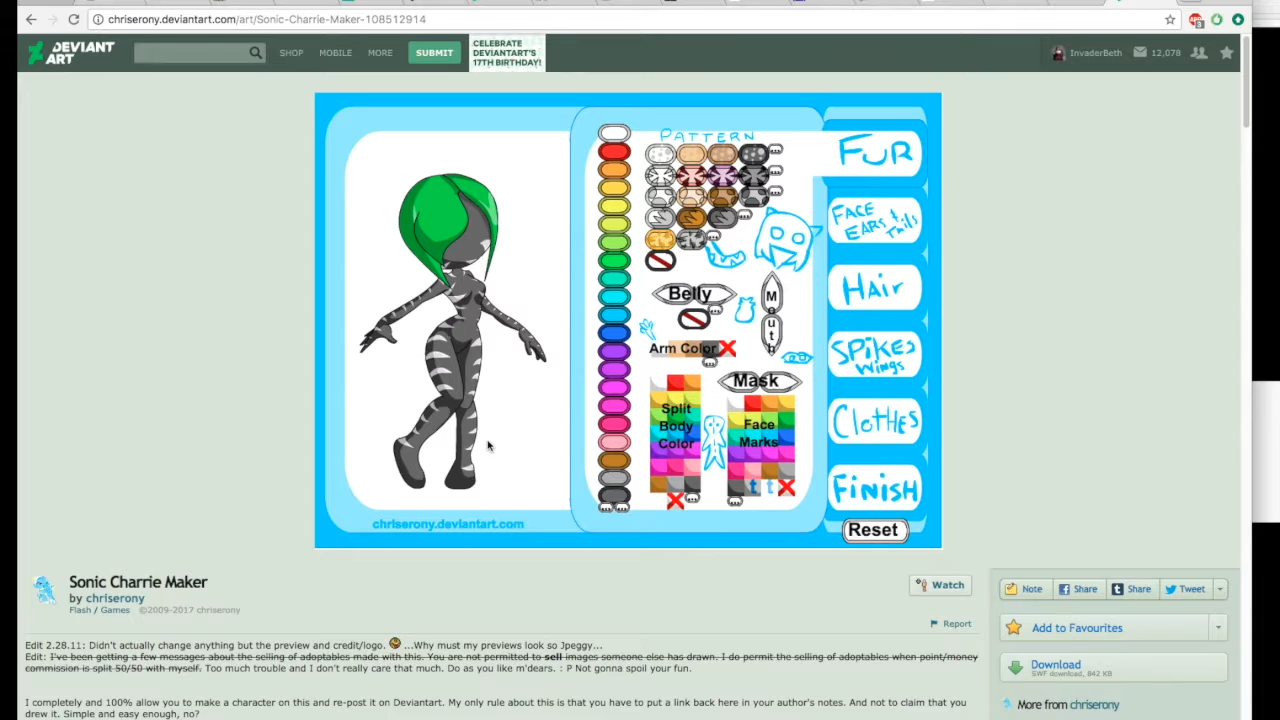 chriserony.deviantart.com/art/Sonic-Charrie-Maker-108512914
DEVIANT ART
SHOP MOBILE MORE SUBMIT
CELEBRATE
DEVIANTART'S
17TH BIRTHDAY!
InvaderBeth 12,078
PATTERN
Belly
Mouth
Arm Color
Mask
Split
Body
Color
Face
Marks
t t
FUR
FACE
EARS & tails
HAiR
SPiKES
Wings
CLOTHES
FiNiSH
Reset
chriserony.deviantart.com
Sonic Charrie Maker
by chriserony
Flash / Games ©2009-2017 chriserony
Watch
Report
Note Share Share Tweet
Add to Favourites
Download
SWF download, 842 KB
More from chriserony
Edit 2.28.11: Didn't actually change anything but the preview and credit/logo. ...Why must my previews look so Jpeggy...
Edit: I've been getting a few messages about the selling of adoptables made with this. You are not permitted to sell images someone else has drawn. I do permit the selling of adoptables when point/money
commission is split 50/50 with myself. Too much trouble and I don't really care that much. Do as you like m'dears. : P Not gonna spoil your fun.
I completely and 100% allow you to make a character on this and re-post it on Deviantart. My only rule about this is that you have to put a link back here in your author's notes. And not to claim that you
drew it. Simple and easy enough, no?